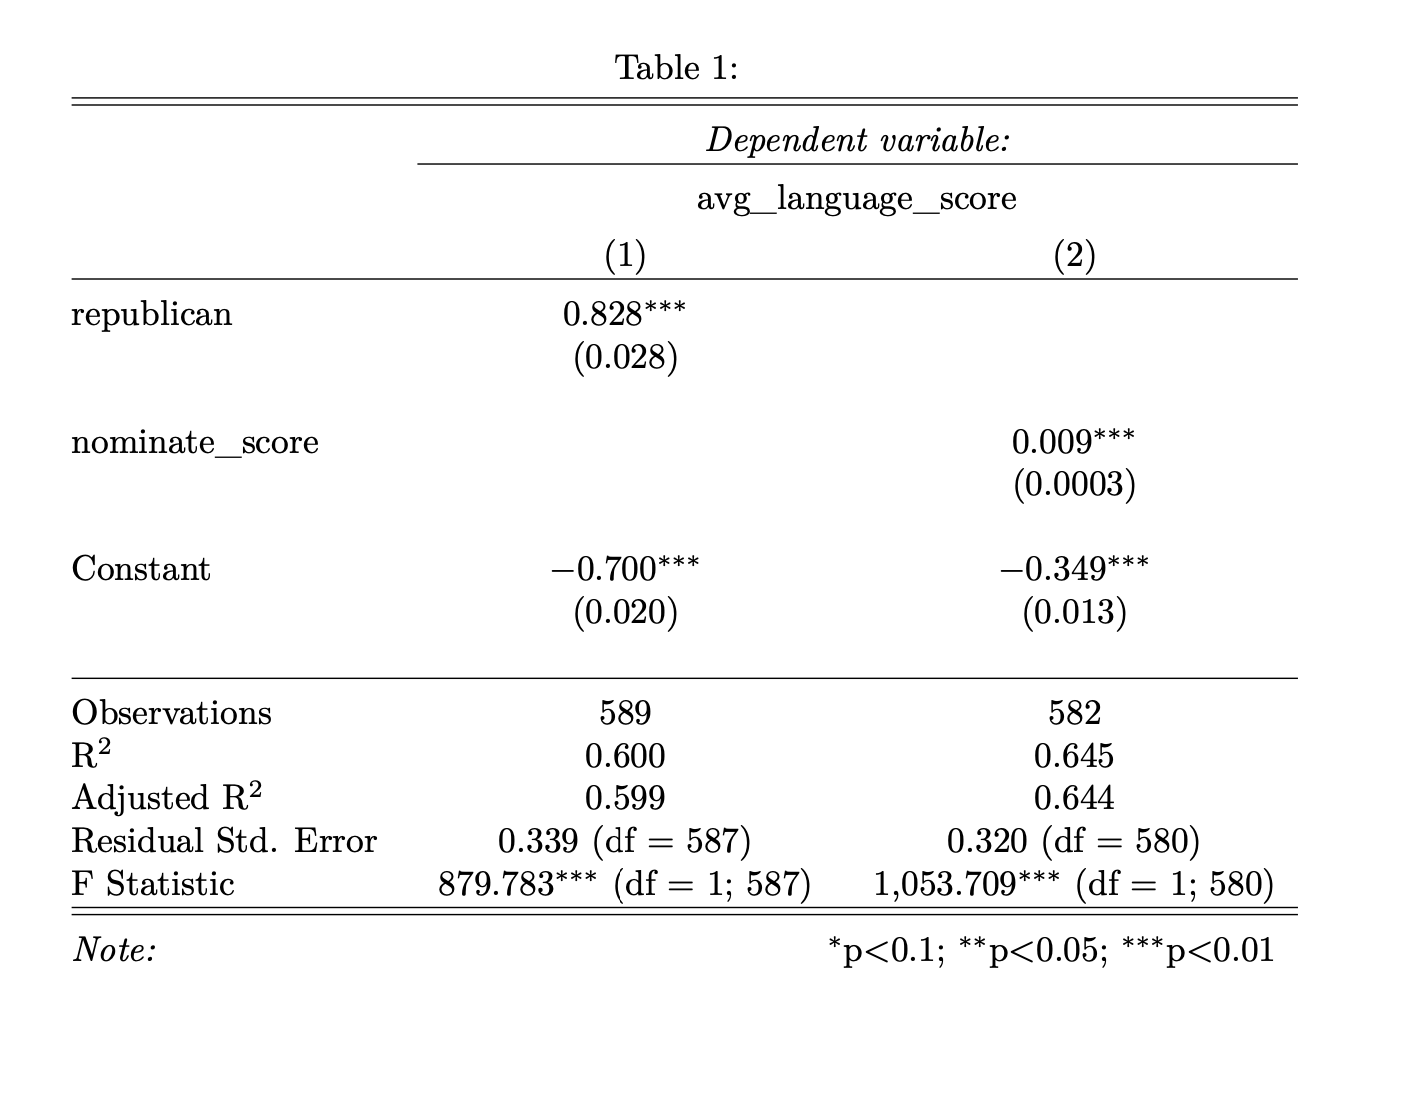 Table 1:
Dependent variable:
avg_language_score
(1) (2)
republican 0.828***
(0.028)
nominate_score 0.009***
(0.0003)
Constant −0.700*** −0.349***
(0.020) (0.013)
Observations 589 582
R² 0.600 0.645
Adjusted R² 0.599 0.644
Residual Std. Error 0.339 (df = 587) 0.320 (df = 580)
F Statistic 879.783*** (df = 1; 587) 1,053.709*** (df = 1; 580)
Note: *p<0.1; **p<0.05; ***p<0.01